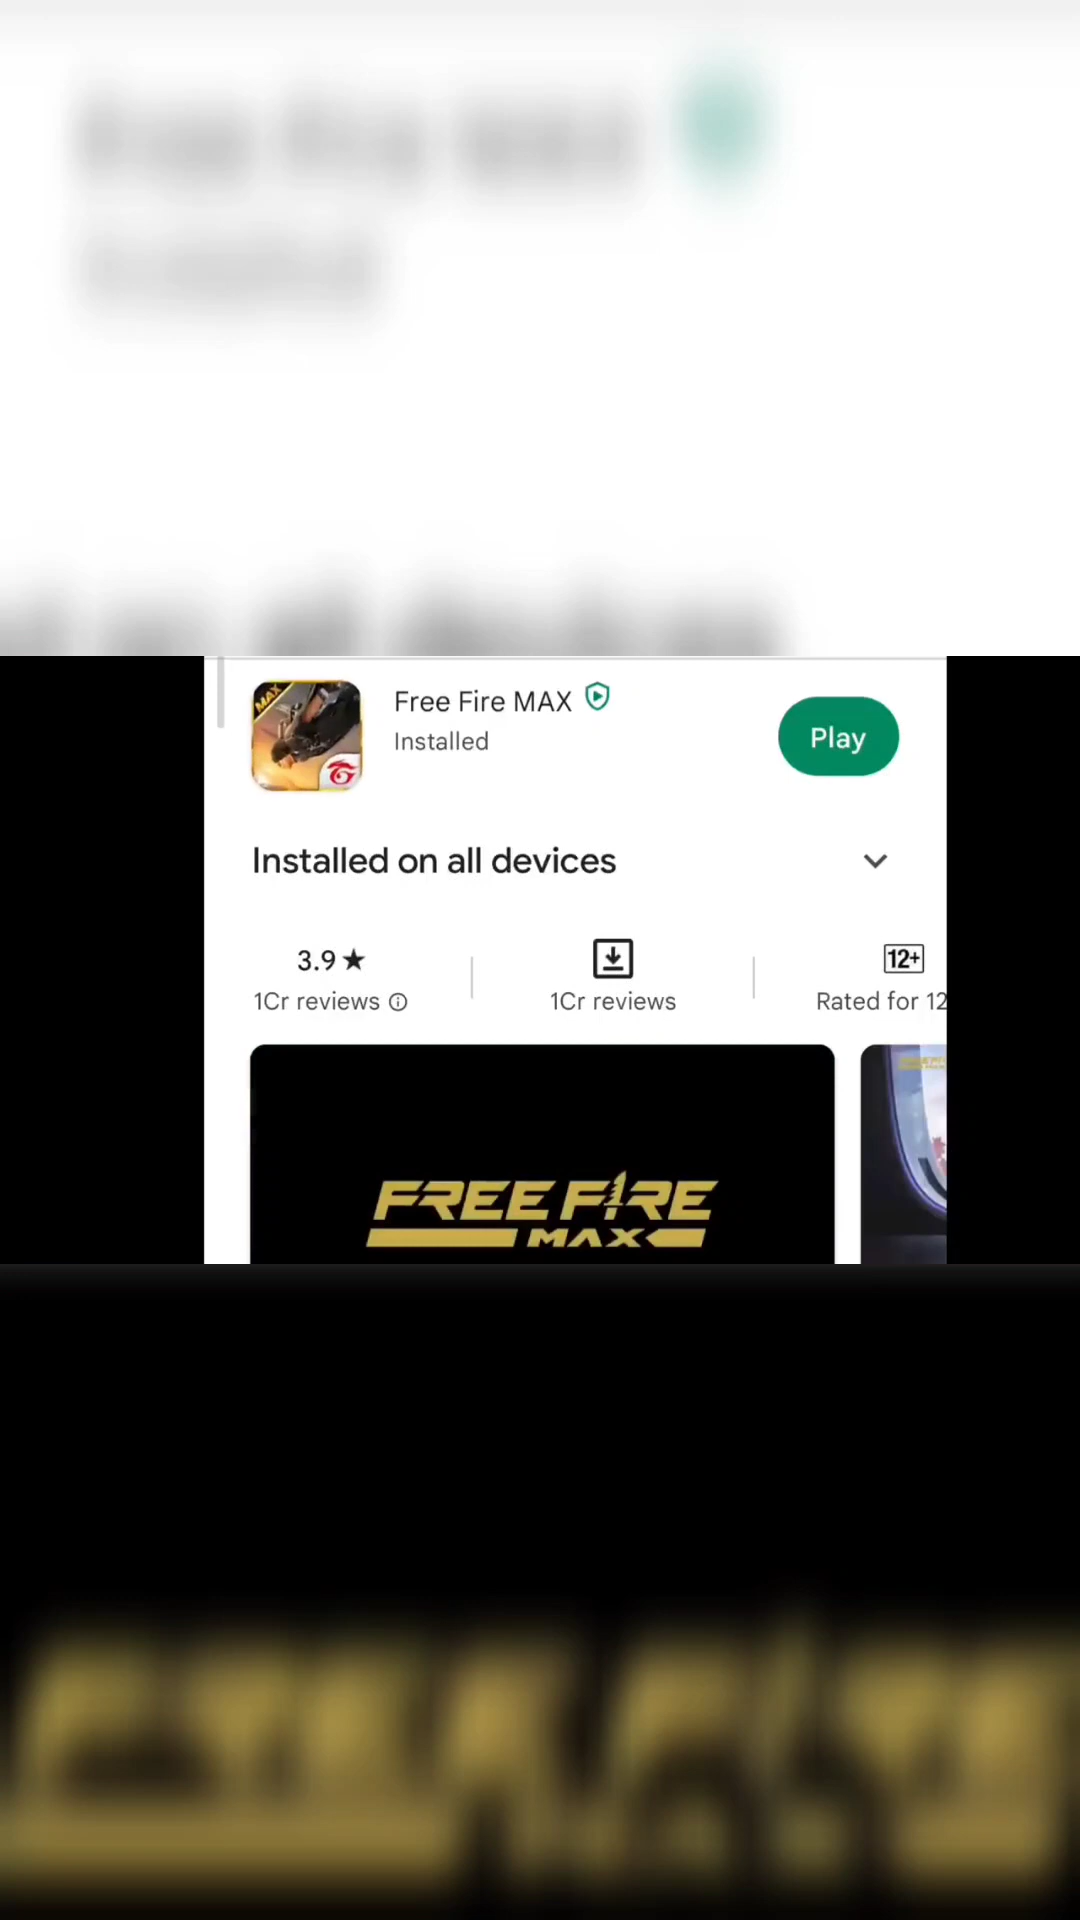 Free Fire MAX
Installed
Play
MAX
Installed on all devices
3.9 ★
1Cr reviews
1Cr reviews
12+
Rated for 12
FREE FIRE
MAX